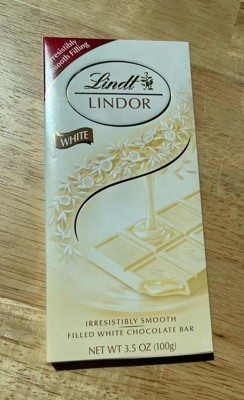 Irresistibly
Smooth Filling
Lindt
LINDOR
WHITE
IRRESISTIBLY SMOOTH
FILLED WHITE CHOCOLATE BAR
NET WT 3.5 OZ (100g)